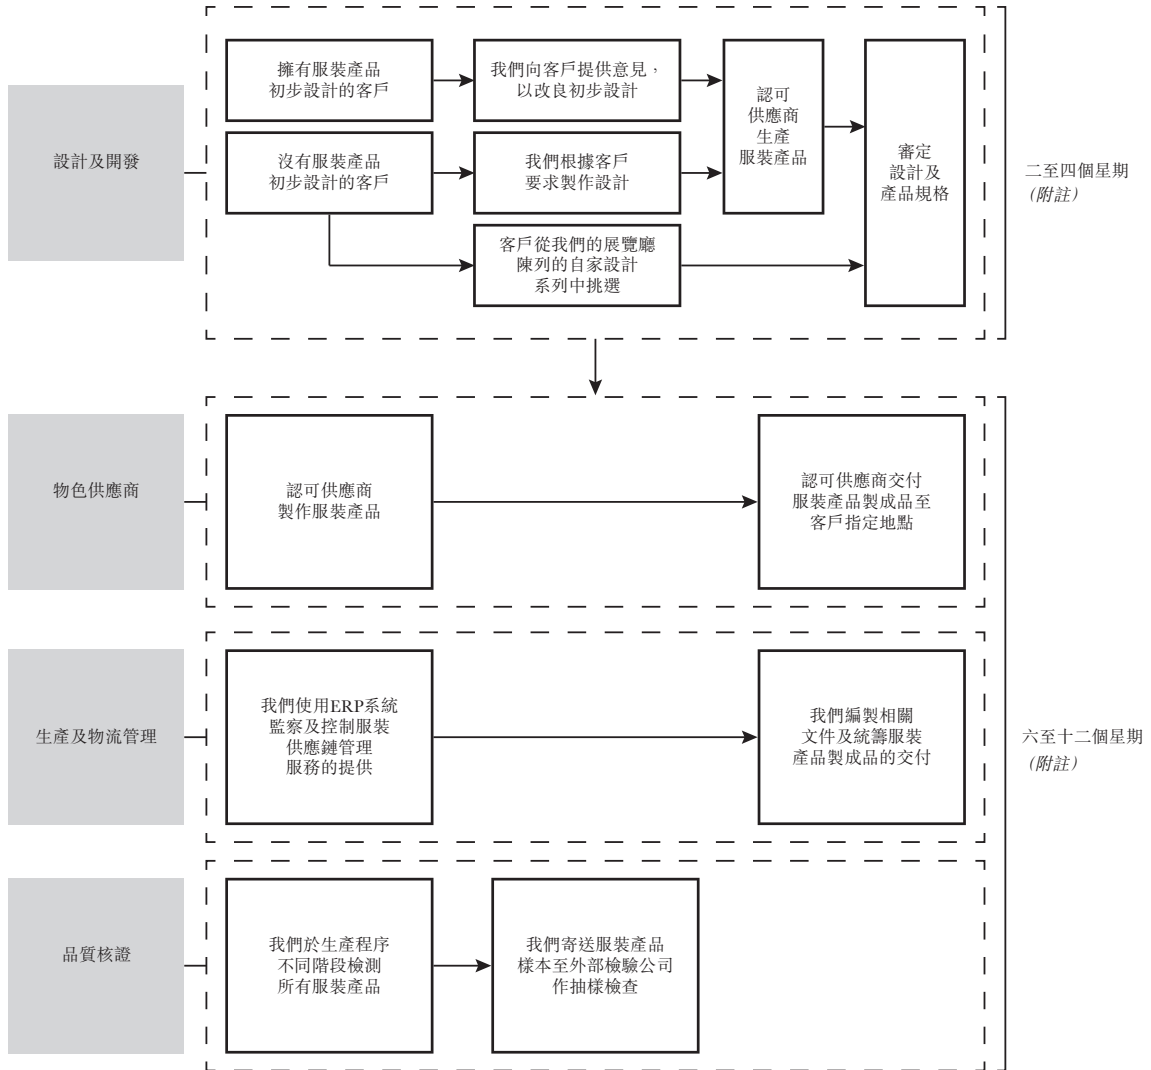 設計及開發
擁有服裝產品
初步設計的客戶
我們向客戶提供意見，
以改良初步設計
沒有服裝產品
初步設計的客戶
我們根據客戶
要求製作設計
客戶從我們的展覽廳
陳列的自家設計
系列中挑選
認可
供應商
生產
服裝產品
審定
設計及
產品規格
二至四個星期
（附註）
物色供應商
認可供應商
製作服裝產品
認可供應商交付
服裝產品製成品至
客戶指定地點
生產及物流管理
我們使用ERP系統
監察及控制服裝
供應鏈管理
服務的提供
我們編製相關
文件及統籌服裝
產品製成品的交付
六至十二個星期
（附註）
品質核證
我們於生產程序
不同階段檢測
所有服裝產品
我們寄送服裝產品
樣本至外部檢驗公司
作抽樣檢查